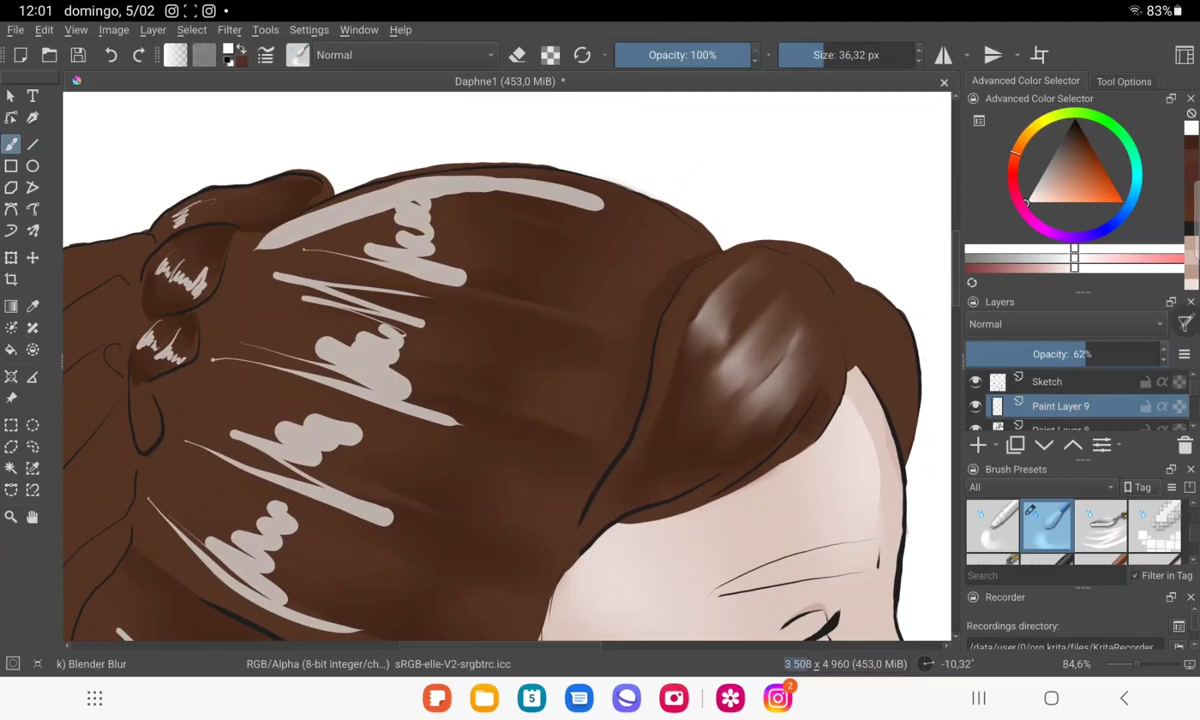 12:01 domingo, 5/02 83%
File Edit View Image Layer Select Filter Tools Settings Window Help
Normal Opacity: 100% Size: 36,32 px
Daphne1 (453,0 MiB) *
Advanced Color Selector Tool Options
Advanced Color Selector
Layers
Normal
Opacity: 62%
Sketch
Paint Layer 9
Paint Layer 8
Brush Presets
All Tag
Search Filter in Tag
Recorder
Recordings directory:
/data/user/0/org.krita/files/KritaRecorder
k) Blender Blur RGB/Alpha (8-bit integer/ch...) sRGB-elle-V2-srgbtrc.icc 3 508 x 4 960 (453,0 MiB) -10,32° 84,6%
5
2